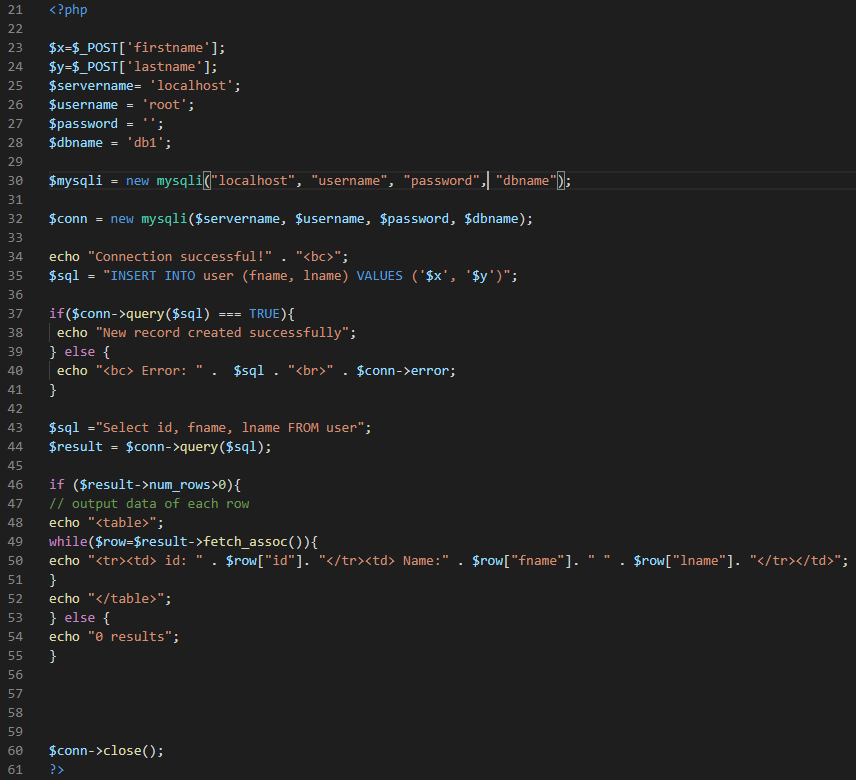 21 <?php
22
23 $x=$_POST['firstname'];
24 $y=$_POST['lastname'];
25 $servername= 'localhost';
26 $username = 'root';
27 $password = '';
28 $dbname = 'db1';
29
30 $mysqli = new mysqli("localhost", "username", "password", "dbname");
31
32 $conn = new mysqli($servername, $username, $password, $dbname);
33
34 echo "Connection successful!" . "<bc>";
35 $sql = "INSERT INTO user (fname, lname) VALUES ('$x', '$y')";
36
37 if($conn->query($sql) === TRUE){
38  echo "New record created successfully";
39 } else {
40  echo "<bc> Error: " .  $sql . "<br>" . $conn->error;
41 }
42
43 $sql ="Select id, fname, lname FROM user";
44 $result = $conn->query($sql);
45
46 if ($result->num_rows>0){
47 // output data of each row
48 echo "<table>";
49 while($row=$result->fetch_assoc()){
50 echo "<tr><td> id: " . $row["id"]. "</tr><td> Name:" . $row["fname"]. " " . $row["lname"]. "</tr></td>";
51 }
52 echo "</table>";
53 } else {
54 echo "0 results";
55 }
56
57
58
59
60 $conn->close();
61 ?>